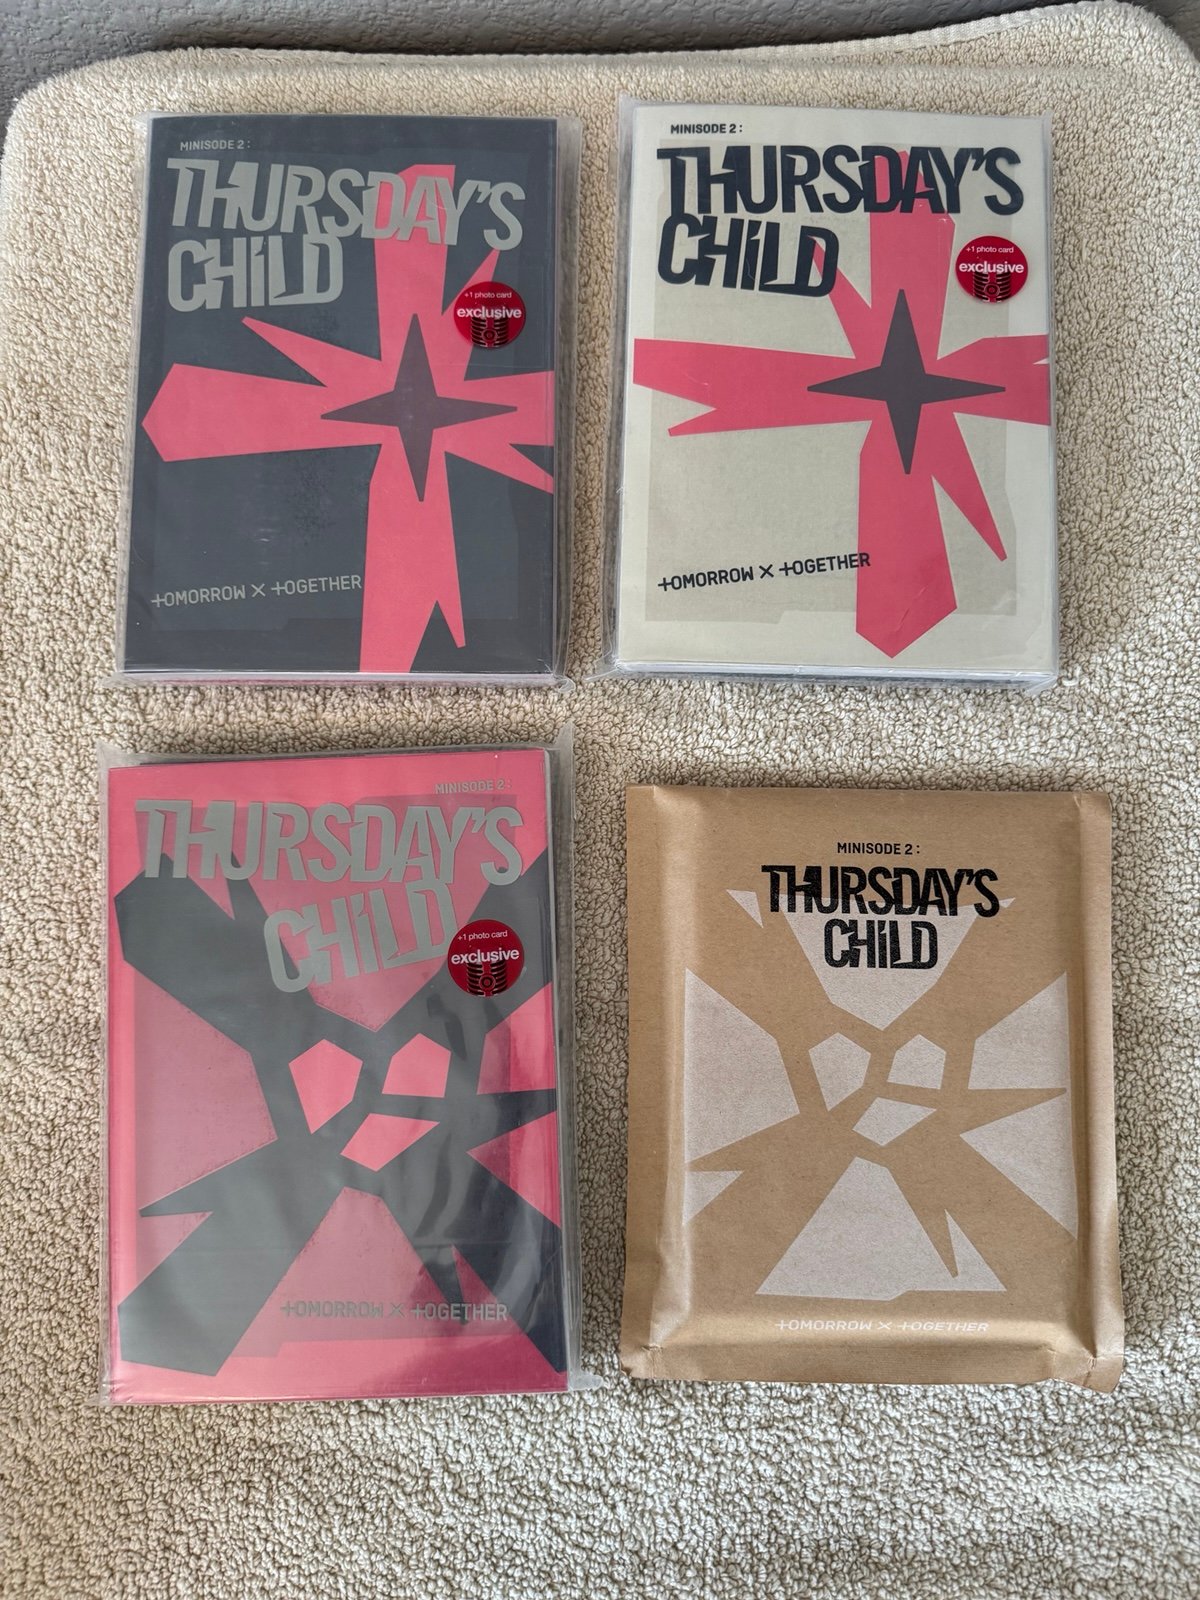 MINISODE 2 :
THURSDAY'S
CHiLD
+1 photo card
exclusive
TOMORROW X TOGETHER
MINISODE 2 :
THURSDAY'S
CHiLD
+1 photo card
exclusive
TOMORROW X TOGETHER
MINISODE 2 :
THURSDAY'S
CHiLD
+1 photo card
exclusive
TOMORROW X TOGETHER
MINISODE 2 :
THURSDAY'S
CHiLD
TOMORROW X TOGETHER